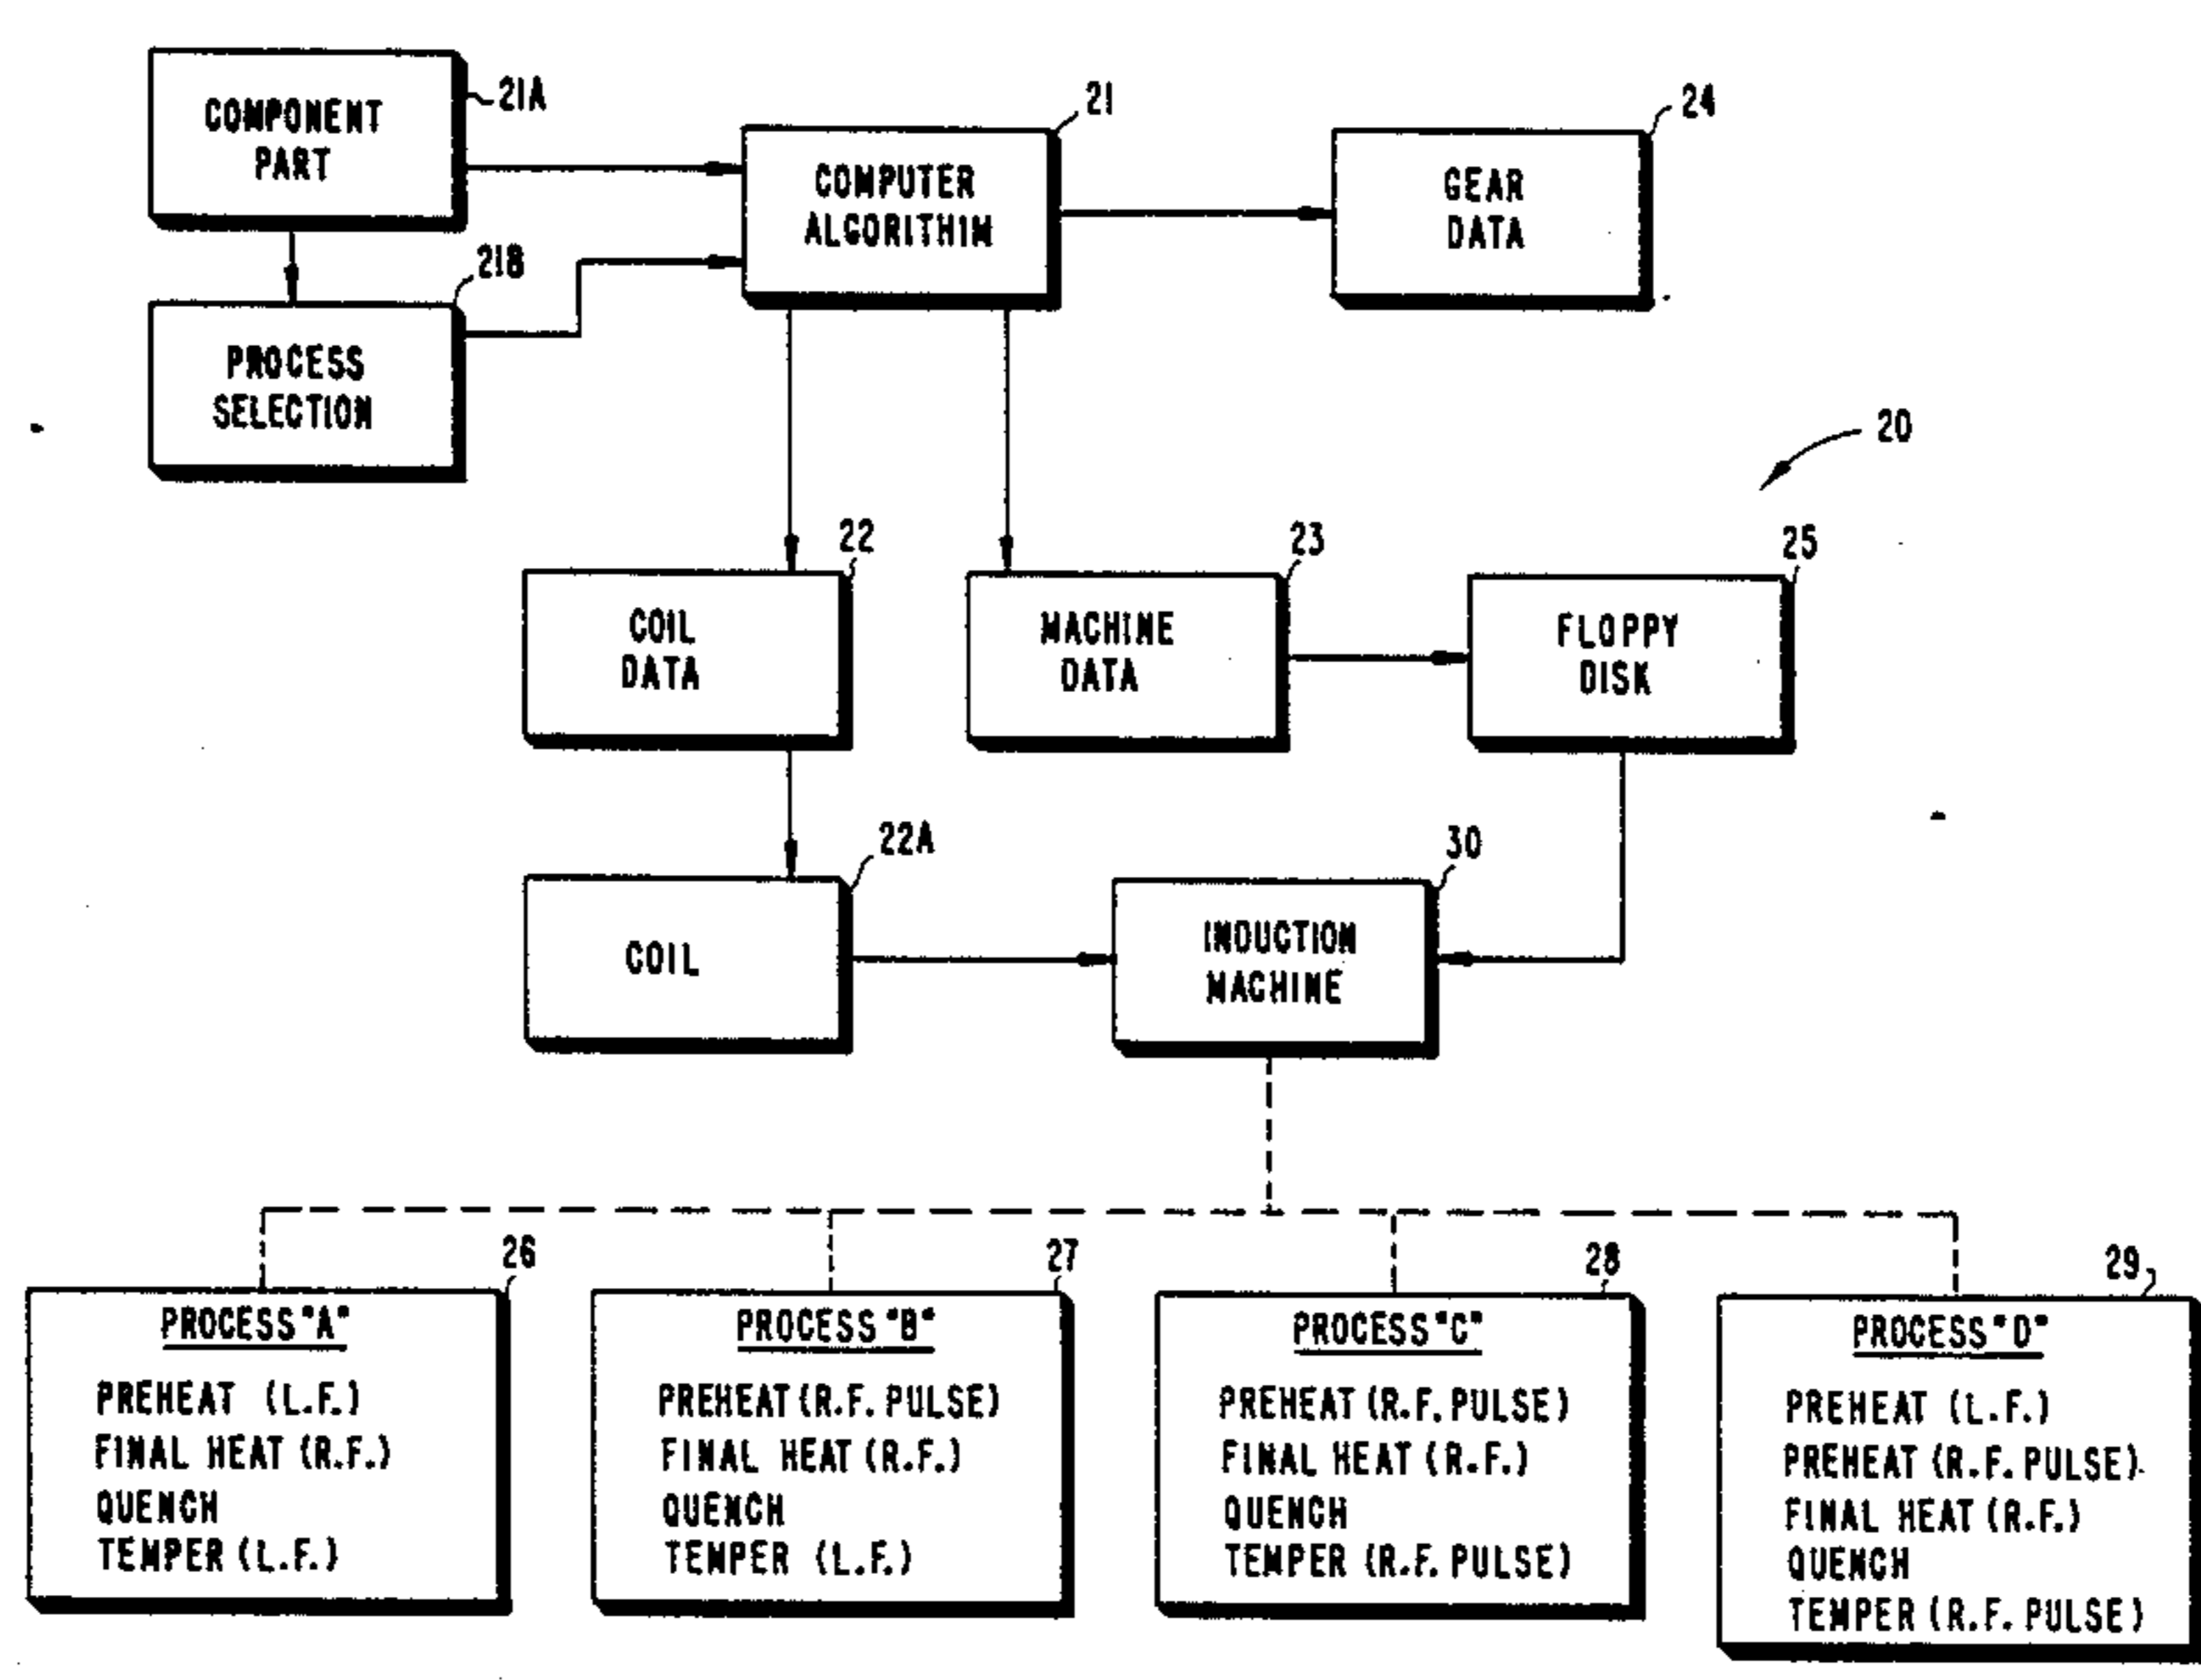 COMPONENT
PART
21A
COMPUTER
ALGORITHIM
21
GEAR
DATA
24
PROCESS
SELECTION
21B
20
COIL
DATA
22
MACHINE
DATA
23
FLOPPY
DISK
25
COIL
22A
INDUCTION
MACHINE
30
26
PROCESS "A"
PREHEAT (L.F.)
FINAL HEAT (R.F.)
QUENCH
TEMPER (L.F.)
27
PROCESS "B"
PREHEAT (R.F. PULSE)
FINAL HEAT (R.F.)
QUENCH
TEMPER (L.F.)
28
PROCESS "C"
PREHEAT (R.F. PULSE)
FINAL HEAT (R.F.)
QUENCH
TEMPER (R.F. PULSE)
29
PROCESS "D"
PREHEAT (L.F.)
PREHEAT (R.F. PULSE)
FINAL HEAT (R.F.)
QUENCH
TEMPER (R.F. PULSE)